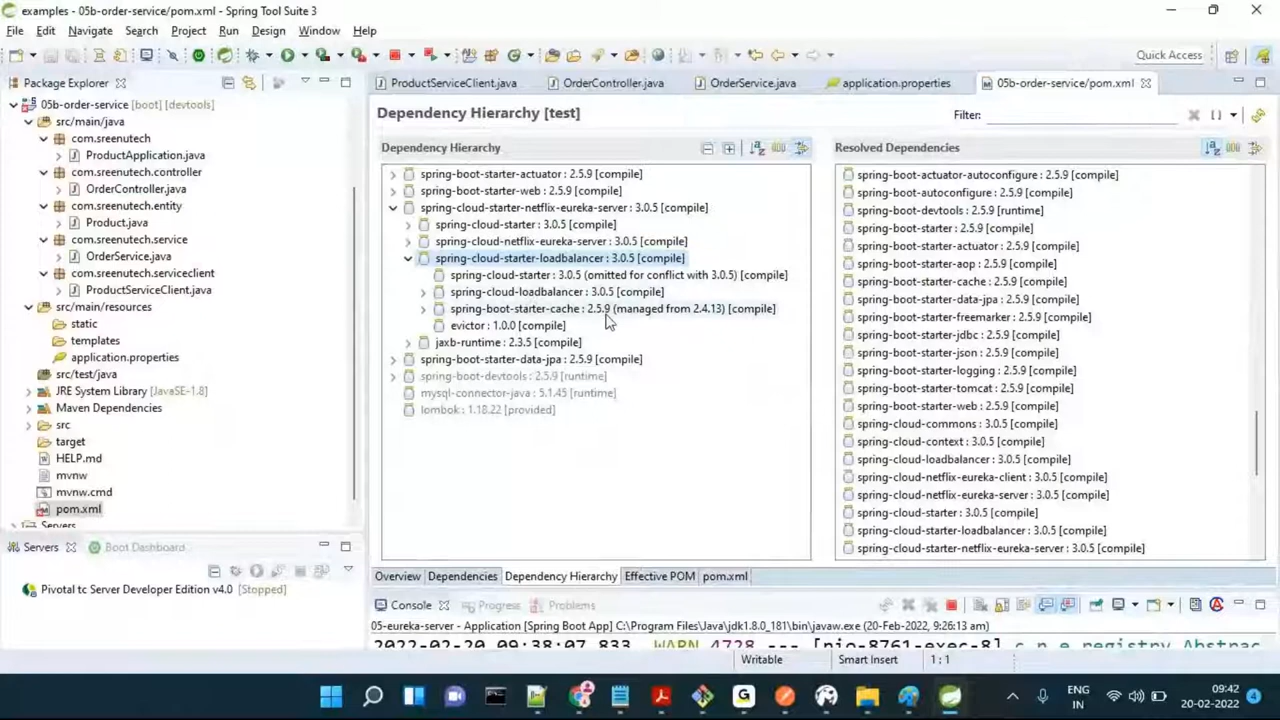 examples - 05b-order-service/pom.xml - Spring Tool Suite 3
File Edit Navigate Search Project Run Design Window Help
Quick Access
Package Explorer
05b-order-service [boot] [devtools]
src/main/java
com.sreenutech
ProductApplication.java
com.sreenutech.controller
OrderController.java
com.sreenutech.entity
Product.java
com.sreenutech.service
OrderService.java
com.sreenutech.serviceclient
ProductServiceClient.java
src/main/resources
static
templates
application.properties
src/test/java
JRE System Library [JavaSE-1.8]
Maven Dependencies
src
target
HELP.md
mvnw
mvnw.cmd
pom.xml
Servers
Servers Boot Dashboard
Pivotal tc Server Developer Edition v4.0 [Stopped]
ProductServiceClient.java OrderController.java OrderService.java application.properties 05b-order-service/pom.xml
Dependency Hierarchy [test]
Filter:
Dependency Hierarchy
spring-boot-starter-actuator : 2.5.9 [compile]
spring-boot-starter-web : 2.5.9 [compile]
spring-cloud-starter-netflix-eureka-server : 3.0.5 [compile]
spring-cloud-starter : 3.0.5 [compile]
spring-cloud-netflix-eureka-server : 3.0.5 [compile]
spring-cloud-starter-loadbalancer : 3.0.5 [compile]
spring-cloud-starter : 3.0.5 (omitted for conflict with 3.0.5) [compile]
spring-cloud-loadbalancer : 3.0.5 [compile]
spring-boot-starter-cache : 2.5.9 (managed from 2.4.13) [compile]
evictor : 1.0.0 [compile]
jaxb-runtime : 2.3.5 [compile]
spring-boot-starter-data-jpa : 2.5.9 [compile]
spring-boot-devtools : 2.5.9 [runtime]
mysql-connector-java : 5.1.45 [runtime]
lombok : 1.18.22 [provided]
Resolved Dependencies
spring-boot-actuator-autoconfigure : 2.5.9 [compile]
spring-boot-autoconfigure : 2.5.9 [compile]
spring-boot-devtools : 2.5.9 [runtime]
spring-boot-starter : 2.5.9 [compile]
spring-boot-starter-actuator : 2.5.9 [compile]
spring-boot-starter-aop : 2.5.9 [compile]
spring-boot-starter-cache : 2.5.9 [compile]
spring-boot-starter-data-jpa : 2.5.9 [compile]
spring-boot-starter-freemarker : 2.5.9 [compile]
spring-boot-starter-jdbc : 2.5.9 [compile]
spring-boot-starter-json : 2.5.9 [compile]
spring-boot-starter-logging : 2.5.9 [compile]
spring-boot-starter-tomcat : 2.5.9 [compile]
spring-boot-starter-web : 2.5.9 [compile]
spring-cloud-commons : 3.0.5 [compile]
spring-cloud-context : 3.0.5 [compile]
spring-cloud-loadbalancer : 3.0.5 [compile]
spring-cloud-netflix-eureka-client : 3.0.5 [compile]
spring-cloud-netflix-eureka-server : 3.0.5 [compile]
spring-cloud-starter : 3.0.5 [compile]
spring-cloud-starter-loadbalancer : 3.0.5 [compile]
spring-cloud-starter-netflix-eureka-server : 3.0.5 [compile]
Overview Dependencies Dependency Hierarchy Effective POM pom.xml
Console Progress Problems
05-eureka-server - Application [Spring Boot App] C:\Program Files\Java\jdk1.8.0_181\bin\javaw.exe (20-Feb-2022, 9:26:13 am)
2022-02-20 09:38:07.833 WARN 4728 --- [nio-8761-exec-8] c.n.e.registry.Abstrac
Writable Smart Insert 1 : 1
ENG
IN
09:42
20-02-2022